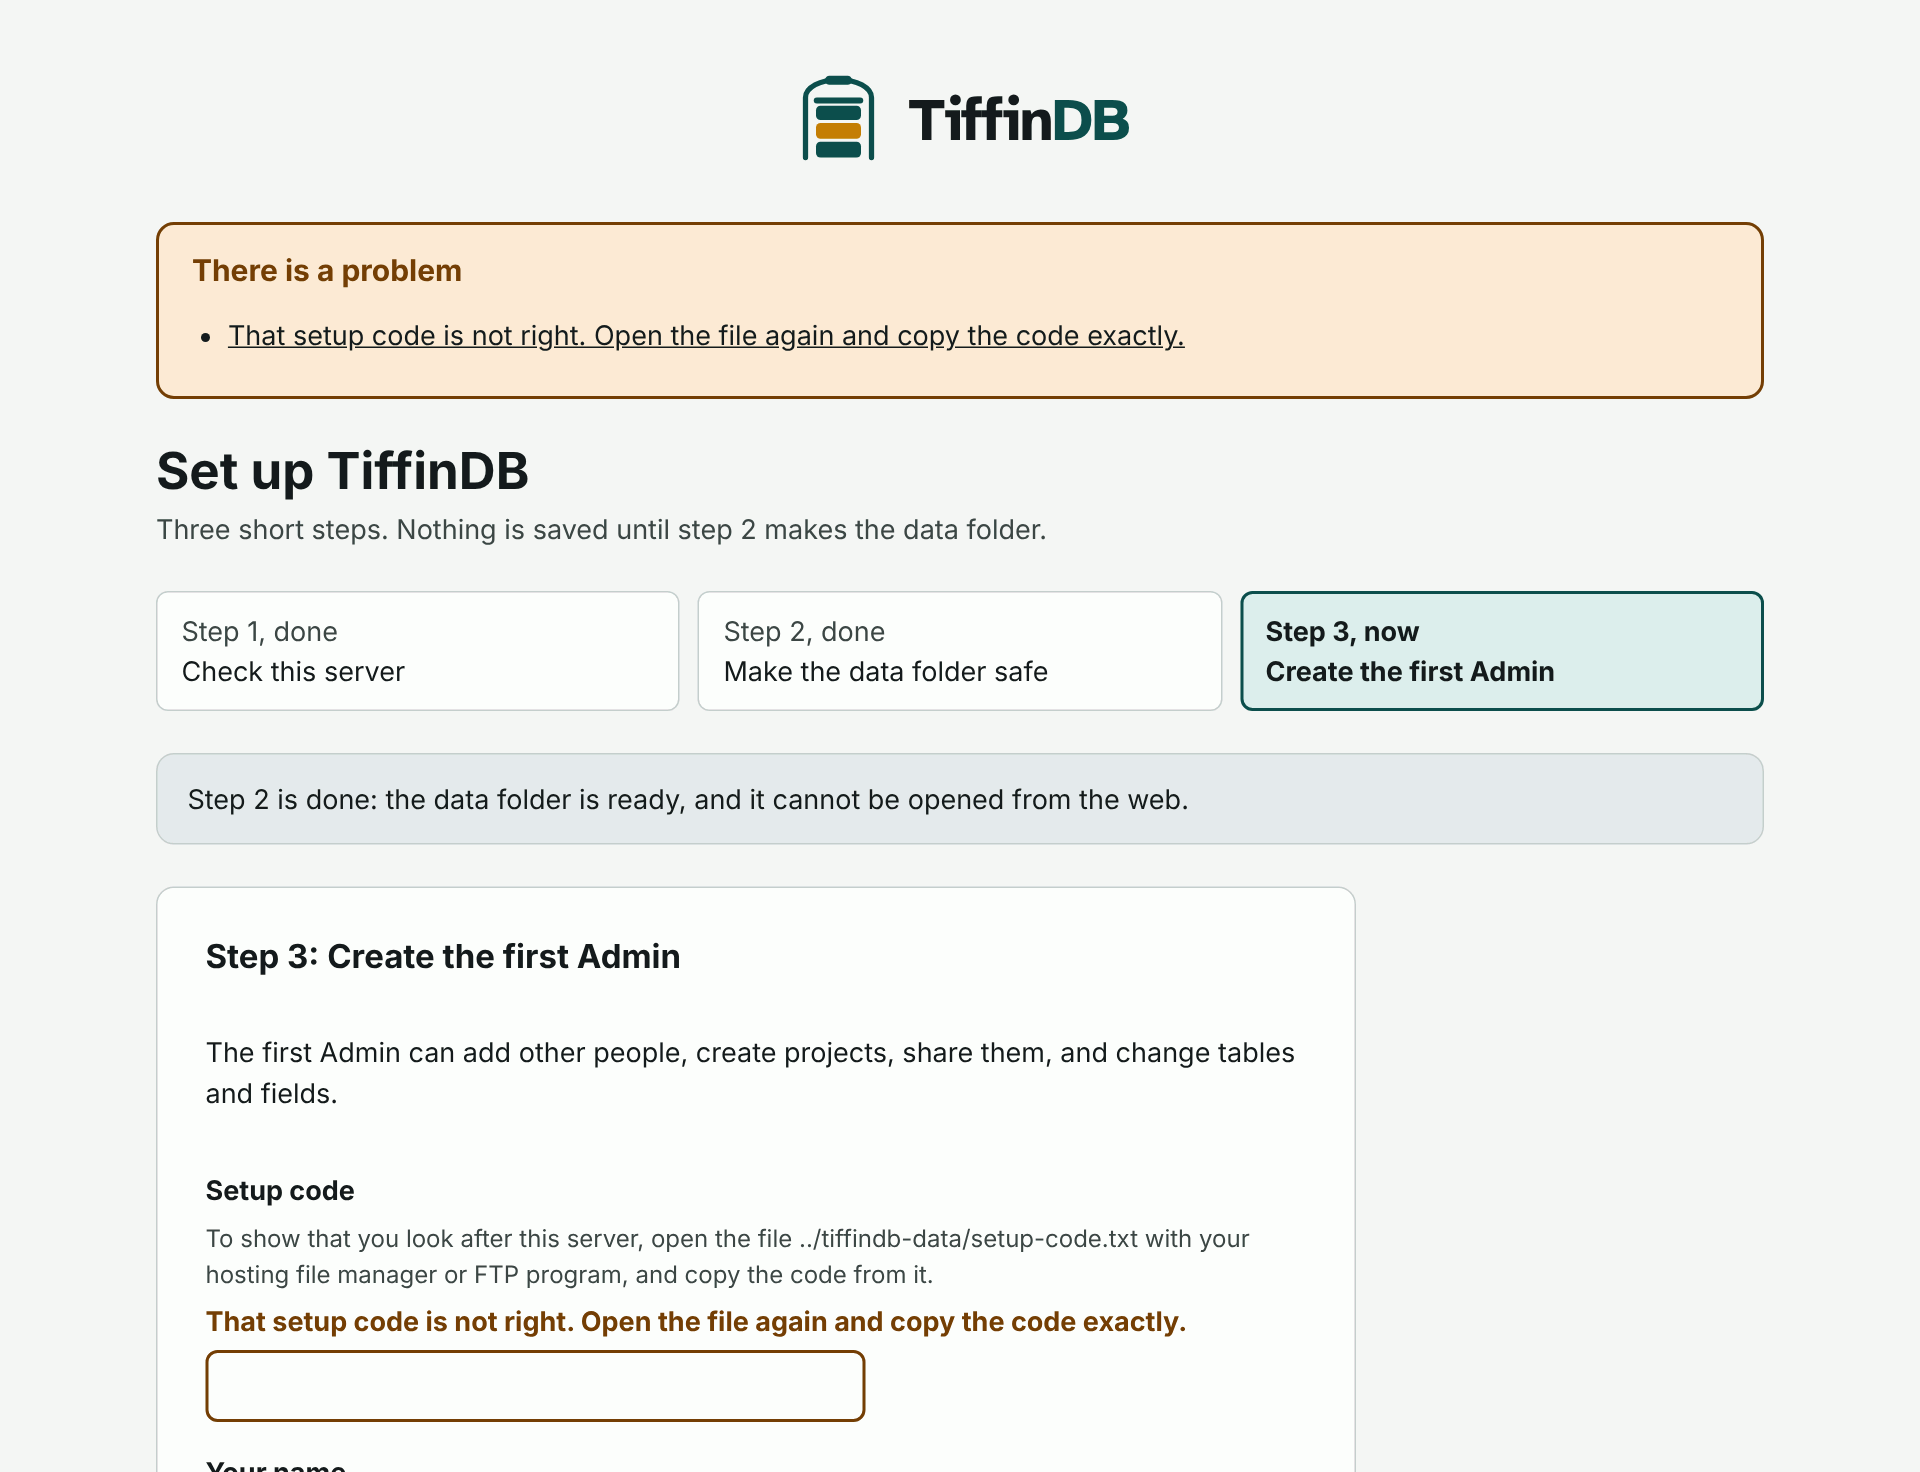 TiffinDB
There is a problem
• That setup code is not right. Open the file again and copy the code exactly.
Set up TiffinDB
Three short steps. Nothing is saved until step 2 makes the data folder.
Step 1, done
Check this server
Step 2, done
Make the data folder safe
Step 3, now
Create the first Admin
Step 2 is done: the data folder is ready, and it cannot be opened from the web.
Step 3: Create the first Admin
The first Admin can add other people, create projects, share them, and change tables
and fields.
Setup code
To show that you look after this server, open the file ../tiffindb-data/setup-code.txt with your
hosting file manager or FTP program, and copy the code from it.
That setup code is not right. Open the file again and copy the code exactly.
Your name